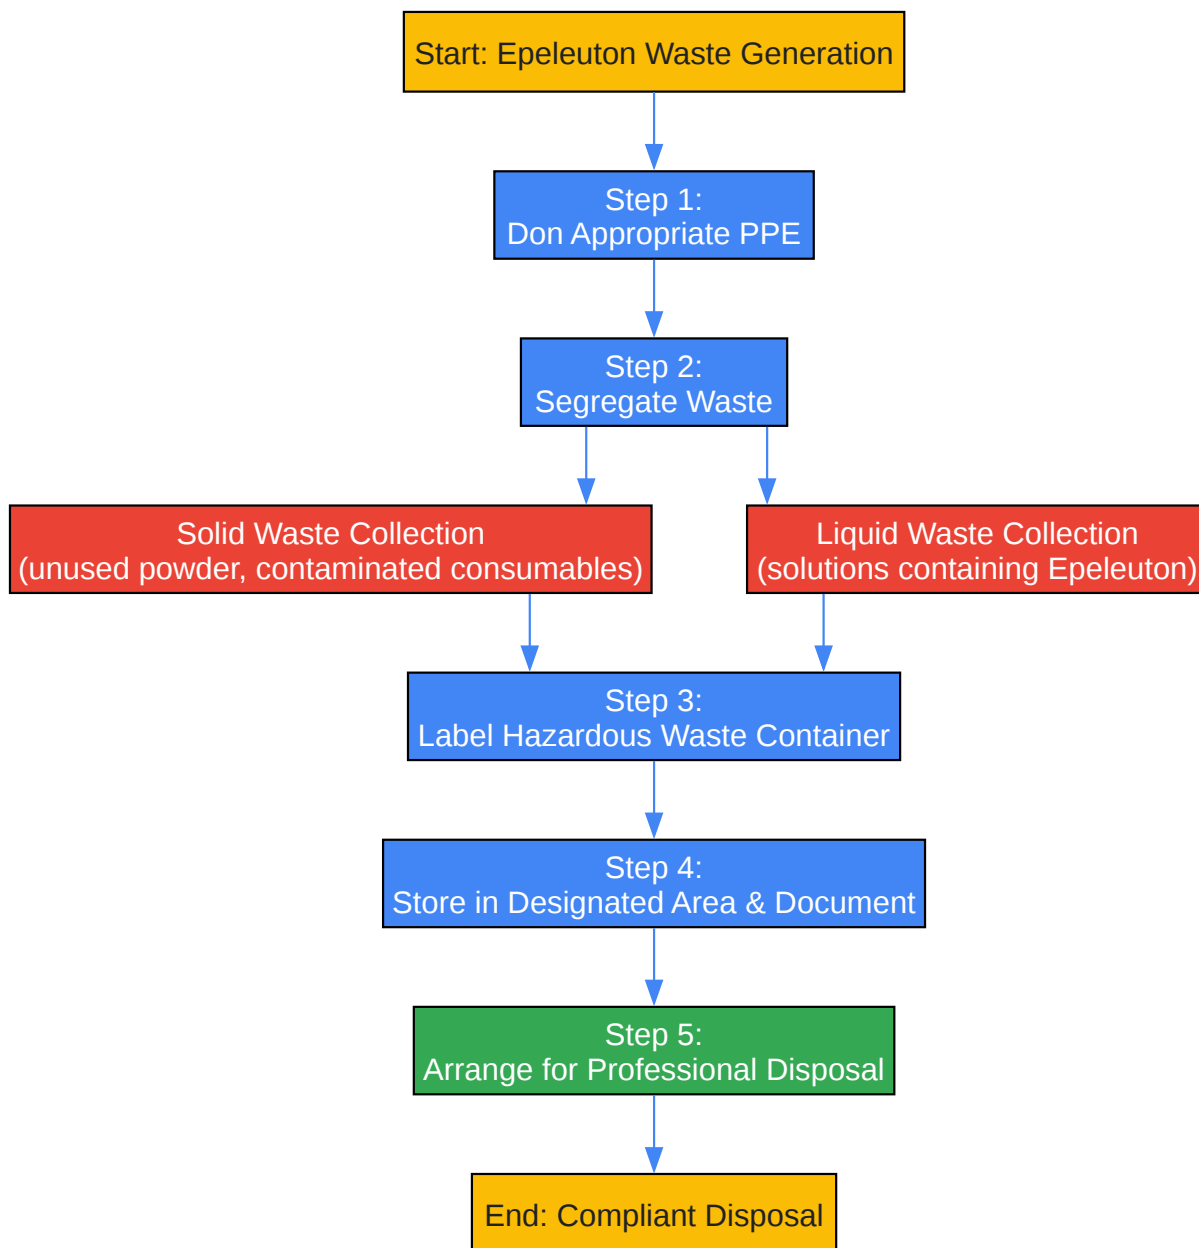 Start: Epeleuton Waste Generation
Step 1:
Don Appropriate PPE
Step 2:
Segregate Waste
Solid Waste Collection
(unused powder, contaminated consumables)
Liquid Waste Collection
(solutions containing Epeleuton)
Step 3:
Label Hazardous Waste Container
Step 4:
Store in Designated Area & Document
Step 5:
Arrange for Professional Disposal
End: Compliant Disposal